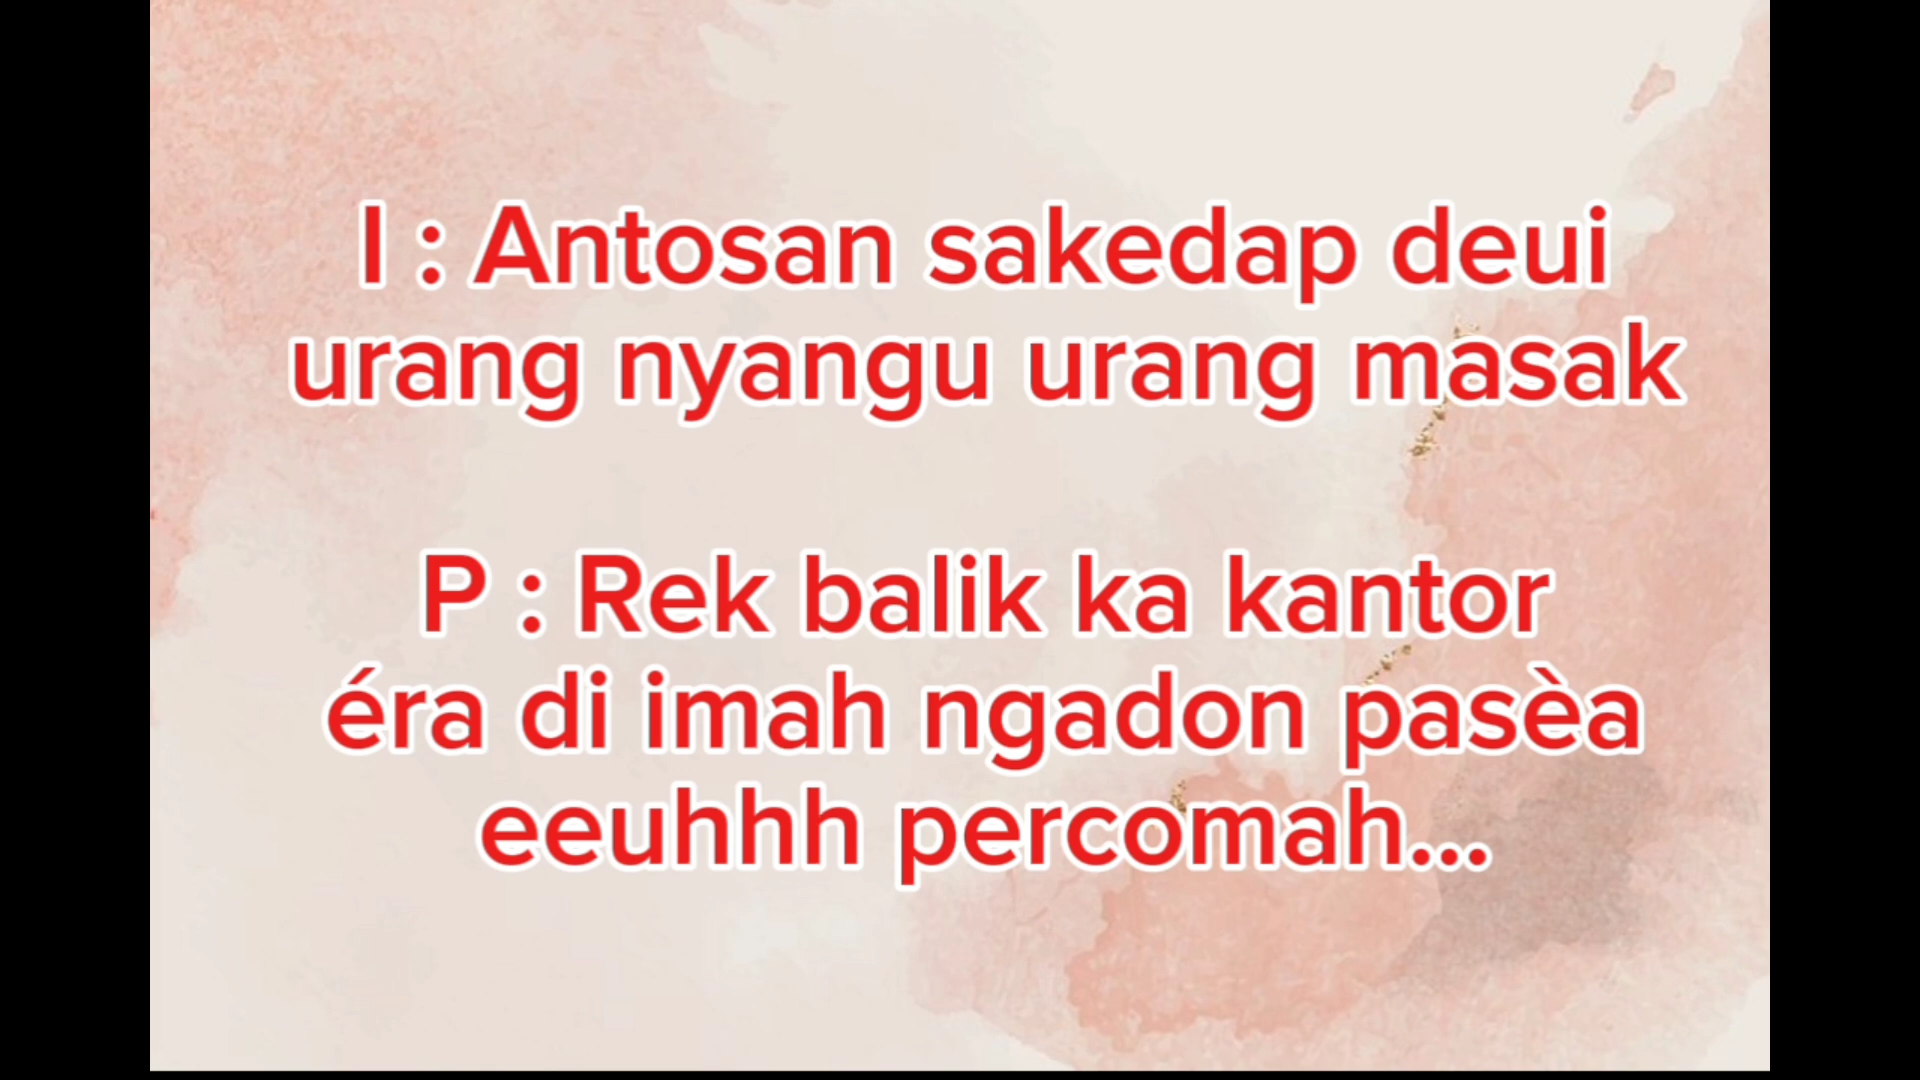 I : Antosan sakedap deui
urang nyangu urang masak
P : Rek balik ka kantor
éra di imah ngadon pasèa
eeuhhh percomah...